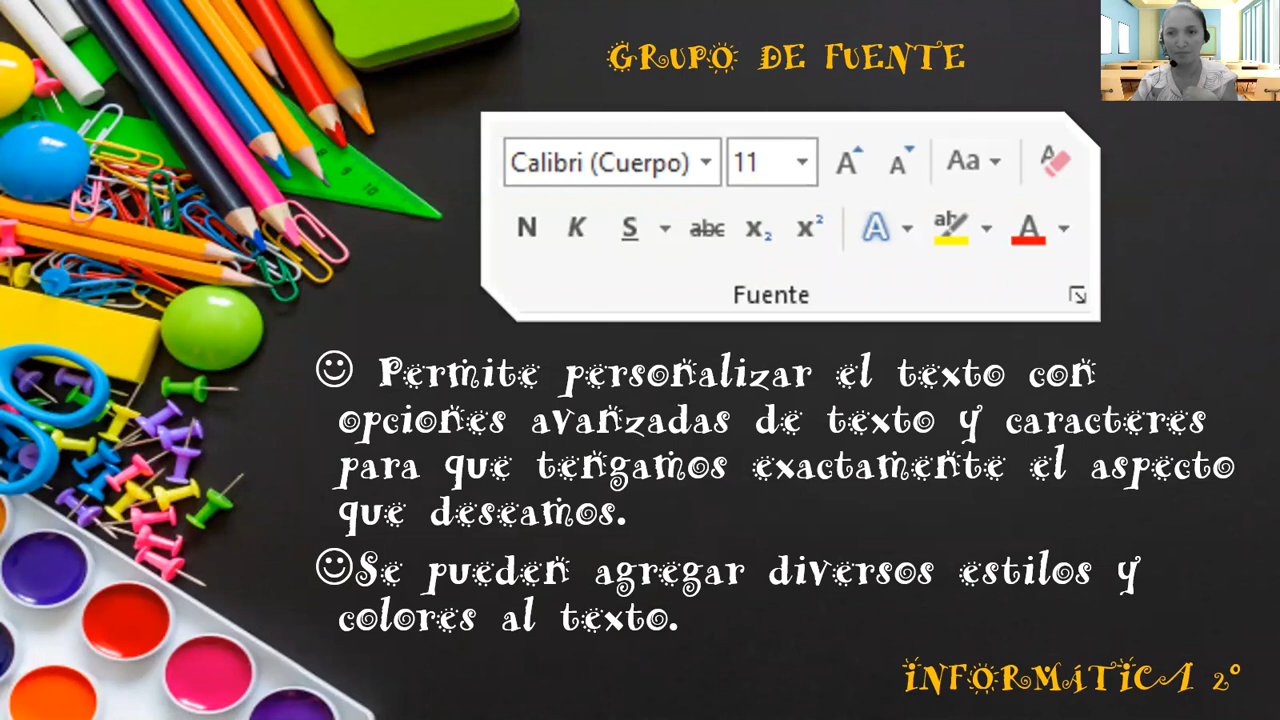 GRUPO DE FUENTE
Calibri (Cuerpo) 11 A A Aa A
N K S abc x₂ x² A ab A
Fuente
Permite personalizar el texto con
opciones avanzadas de texto y caracteres
para que tengamos exactamente el aspecto
que deseamos.
Se pueden agregar diversos estilos y
colores al texto.
INFORMÁTICA 2°